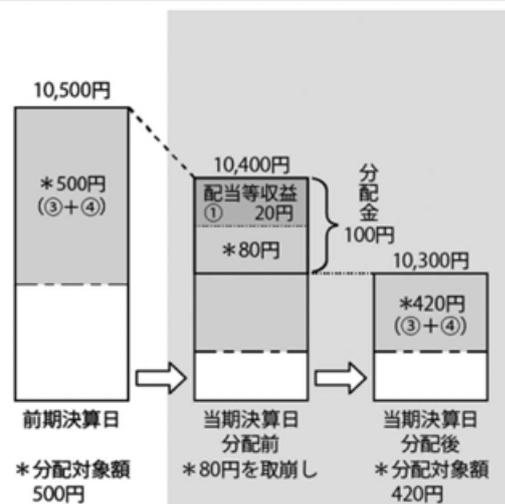 10,500円
＊500円
(③＋④)
前期決算日
＊分配対象額
500円
10,400円
配当等収益
① 20円
＊80円
分配金
100円
当期決算日
分配前
＊80円を取崩し
10,300円
＊420円
(③＋④)
当期決算日
分配後
＊分配対象額
420円